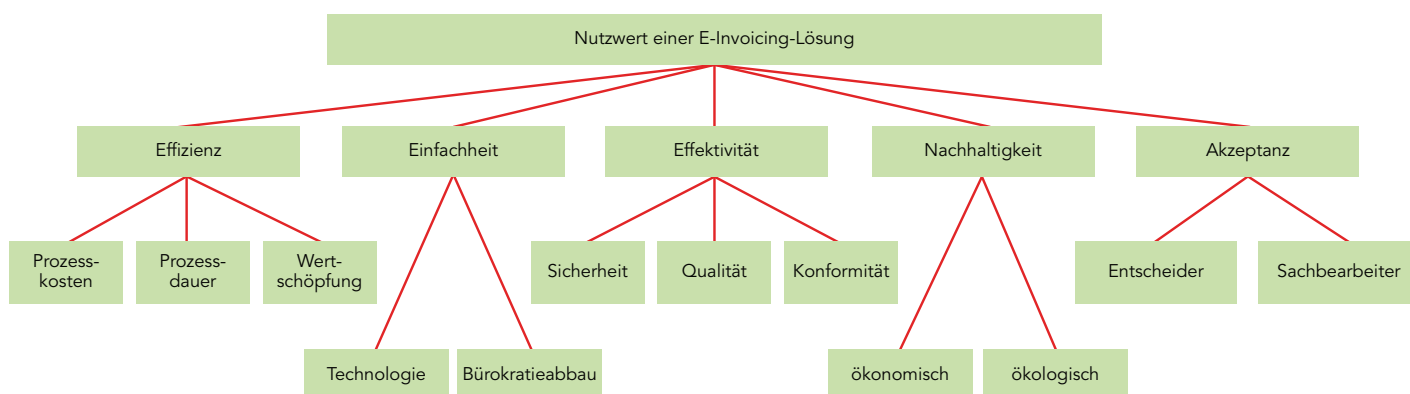 Nutzwert einer E-Invoicing-Lösung
Effizienz
Einfachheit
Effektivität
Nachhaltigkeit
Akzeptanz
Prozess-
kosten
Prozess-
dauer
Wert-
schöpfung
Sicherheit
Qualität
Konformität
Entscheider
Sachbearbeiter
Technologie
Bürokratieabbau
ökonomisch
ökologisch